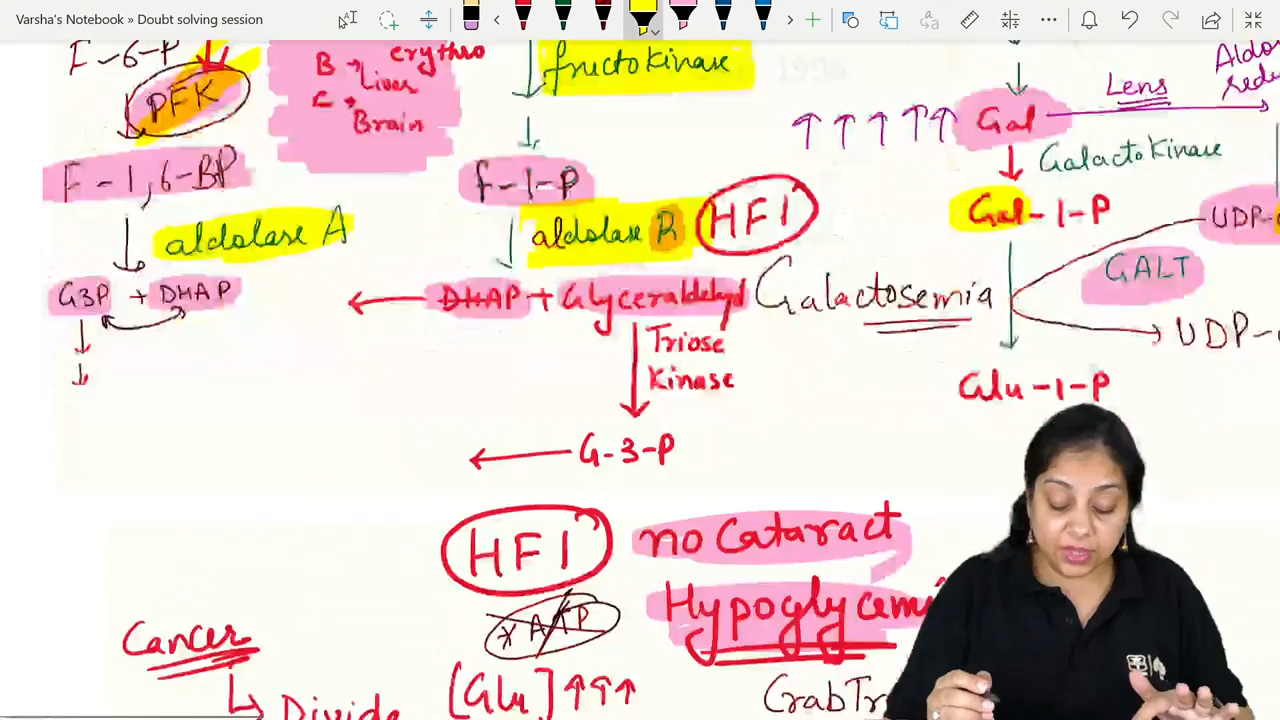 Varsha's Notebook » Doubt solving session
F-6-P
PFK
F-1,6-BP
aldolase A
G3P + DHAP
erythro
B → Liver
C → Brain
fructokinase
F-1-P
aldolase B
HFI
DHAP + Glyceraldehyd
Triose
Kinase
G-3-P
Lens
Gal
Galactokinase
Gal-1-P
UDP-
GALT
Galactosemia
UDP-
Glu-1-P
HFI
no Cataract
Hypoglycemi
Cancer
Divide
[Glu] ↑↑↑
CrabTr